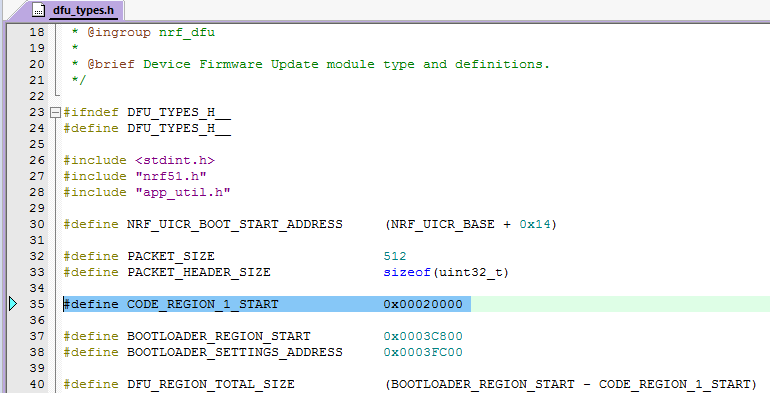 dfu_types.h
18 * @ingroup nrf_dfu
19 *
20 * @brief Device Firmware Update module type and definitions.
21 */
22
23 #ifndef DFU_TYPES_H__
24 #define DFU_TYPES_H__
25
26 #include <stdint.h>
27 #include "nrf51.h"
28 #include "app_util.h"
29
30 #define NRF_UICR_BOOT_START_ADDRESS (NRF_UICR_BASE + 0x14)
31
32 #define PACKET_SIZE 512
33 #define PACKET_HEADER_SIZE sizeof(uint32_t)
34
35 #define CODE_REGION_1_START 0x00020000
36
37 #define BOOTLOADER_REGION_START 0x0003C800
38 #define BOOTLOADER_SETTINGS_ADDRESS 0x0003FC00
39
40 #define DFU_REGION_TOTAL_SIZE (BOOTLOADER_REGION_START - CODE_REGION_1_START)